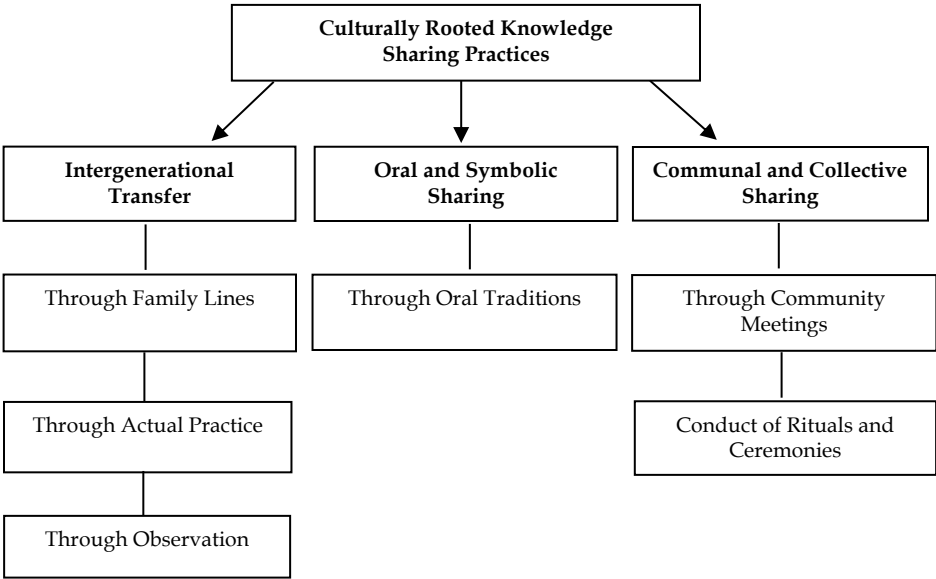 Culturally Rooted Knowledge
Sharing Practices
Intergenerational
Transfer
Oral and Symbolic
Sharing
Communal and Collective
Sharing
Through Family Lines
Through Oral Traditions
Through Community
Meetings
Through Actual Practice
Conduct of Rituals and
Ceremonies
Through Observation